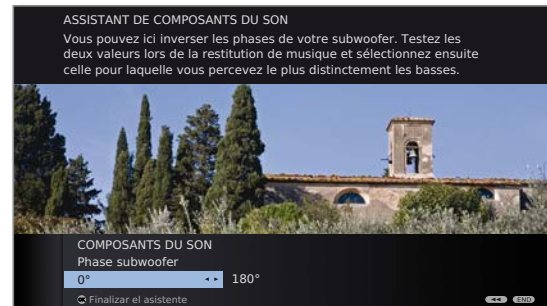 ASSISTANT DE COMPOSANTS DU SON
Vous pouvez ici inverser les phases de votre subwoofer. Testez les
deux valeurs lors de la restitution de musique et sélectionnez ensuite
celle pour laquelle vous percevez le plus distinctement les basses.
COMPOSANTS DU SON
Phase subwoofer
0° 180°
OK Finalizar el asistente
END